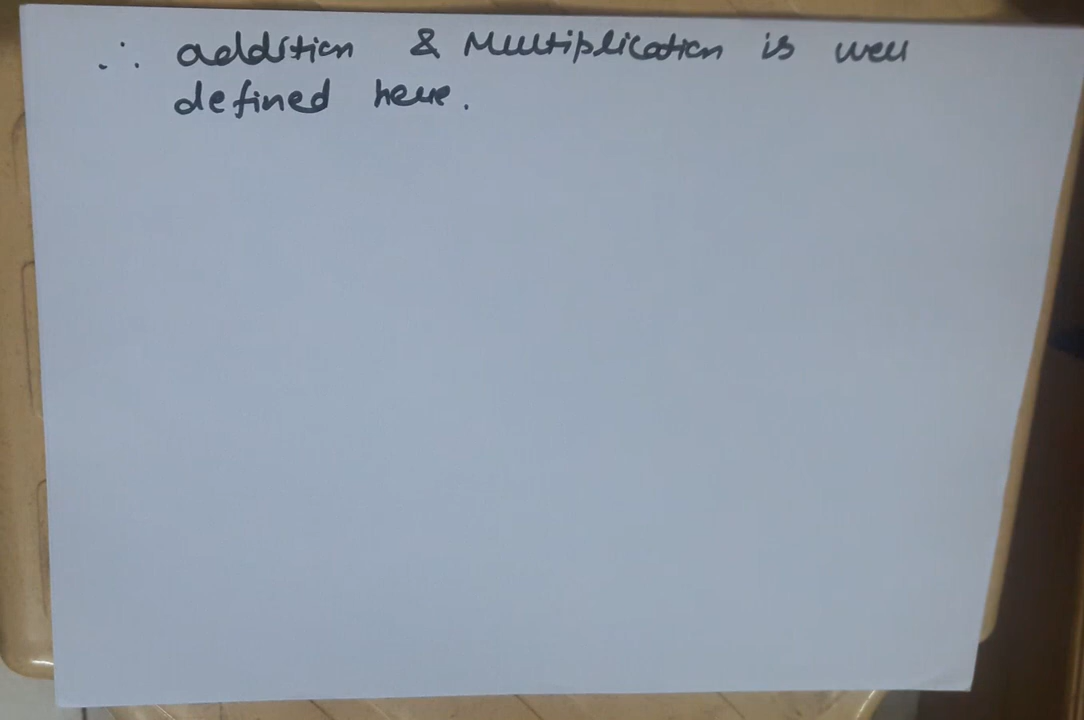 ∴ addition & Multiplication is well
defined here.